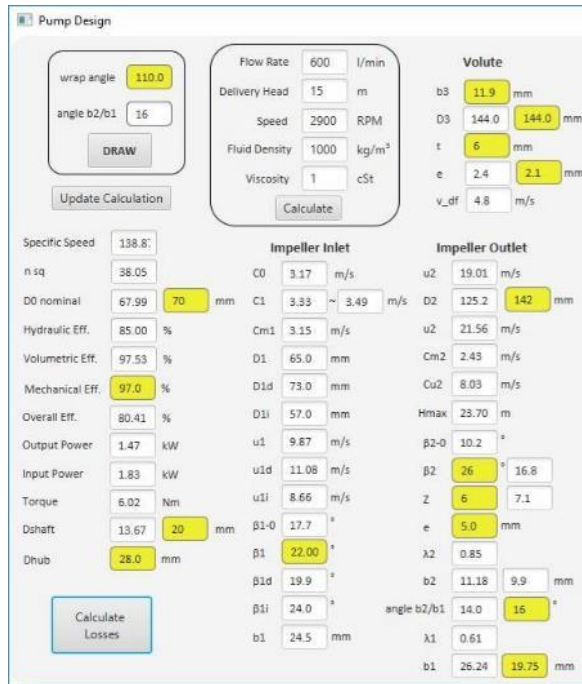 Pump Design
wrap angle 110.0
angle b2/b1 16
DRAW
Update Calculation
Flow Rate 600 l/min
Delivery Head 15 m
Speed 2900 RPM
Fluid Density 1000 kg/m³
Viscosity 1 cSt
Calculate
Volute
b3 11.9 mm
D3 144.0 144.0 mm
t 6 mm
e 2.4 2.1 mm
v_df 4.8 m/s
Specific Speed 138.8
n sq 38.05
D0 nominal 67.99 70 mm
Hydraulic Eff. 85.00 %
Volumetric Eff. 97.53 %
Mechanical Eff. 97.0 %
Overall Eff. 80.41 %
Output Power 1.47 kW
Input Power 1.83 kW
Torque 6.02 Nm
Dshaft 13.67 20 mm
Dhub 28.0 mm
Calculate
Losses
Impeller Inlet
C0 3.17 m/s
C1 3.33 ~ 3.49 m/s
Cm1 3.15 m/s
D1 65.0 mm
D1d 73.0 mm
D1i 57.0 mm
u1 9.87 m/s
u1d 11.08 m/s
u1i 8.66 m/s
β1-0 17.7 °
β1 22.00 °
β1d 19.9 °
β1i 24.0 °
b1 24.5 mm
Impeller Outlet
u2 19.01 m/s
D2 125.2 142 mm
u2 21.56 m/s
Cm2 2.43 m/s
Cu2 8.03 m/s
Hmax 23.70 m
β2-0 10.2 °
β2 26 ° 16.8
Z 6 7.1
e 5.0 mm
λ2 0.85
b2 11.18 9.9 mm
angle b2/b1 14.0 16 °
λ1 0.61
b1 26.24 19.75 mm